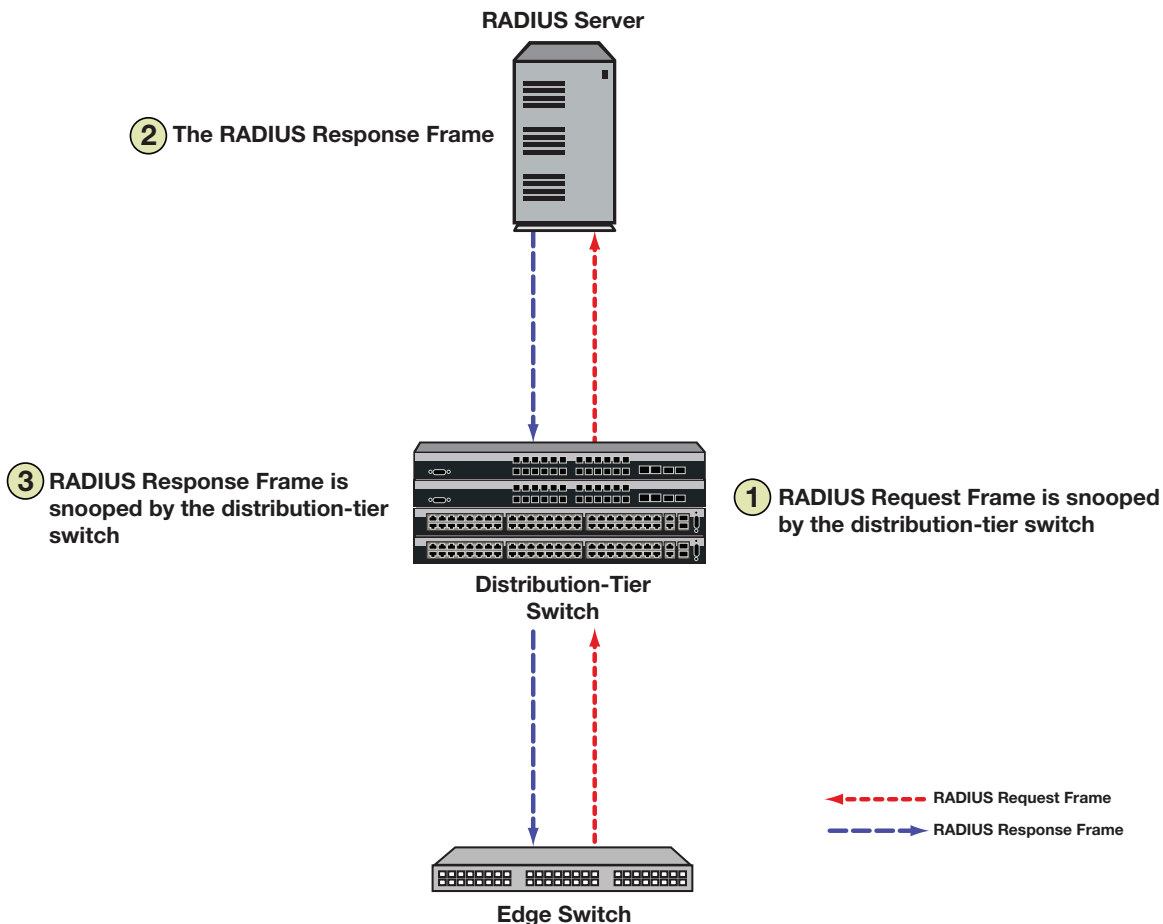 RADIUS Server
2 The RADIUS Response Frame
3 RADIUS Response Frame is
snooped by the distribution-tier
switch
1 RADIUS Request Frame is snooped
by the distribution-tier switch
Distribution-Tier
Switch
RADIUS Request Frame
RADIUS Response Frame
Edge Switch